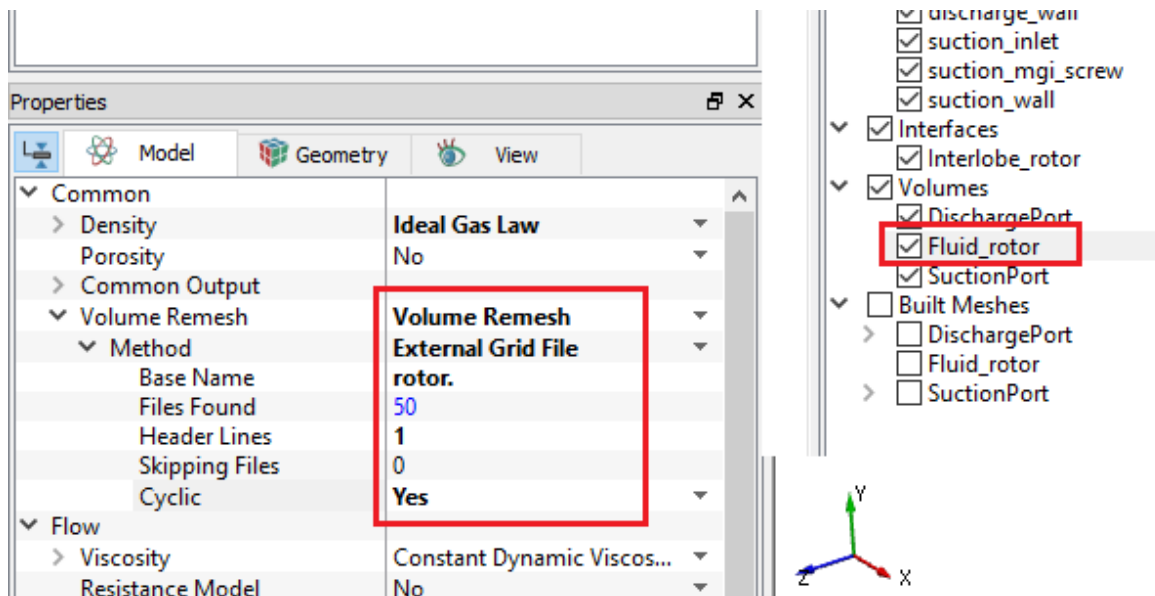 Properties
Model Geometry View
Common
Density Ideal Gas Law
Porosity No
Common Output
Volume Remesh Volume Remesh
Method External Grid File
Base Name rotor.
Files Found 50
Header Lines 1
Skipping Files 0
Cyclic Yes
Flow
Viscosity Constant Dynamic Viscos...
Resistance Model No
discharge_wall
suction_inlet
suction_mgi_screw
suction_wall
Interfaces
Interlobe_rotor
Volumes
DischargePort
Fluid_rotor
SuctionPort
Built Meshes
DischargePort
Fluid_rotor
SuctionPort
Y
Z
X